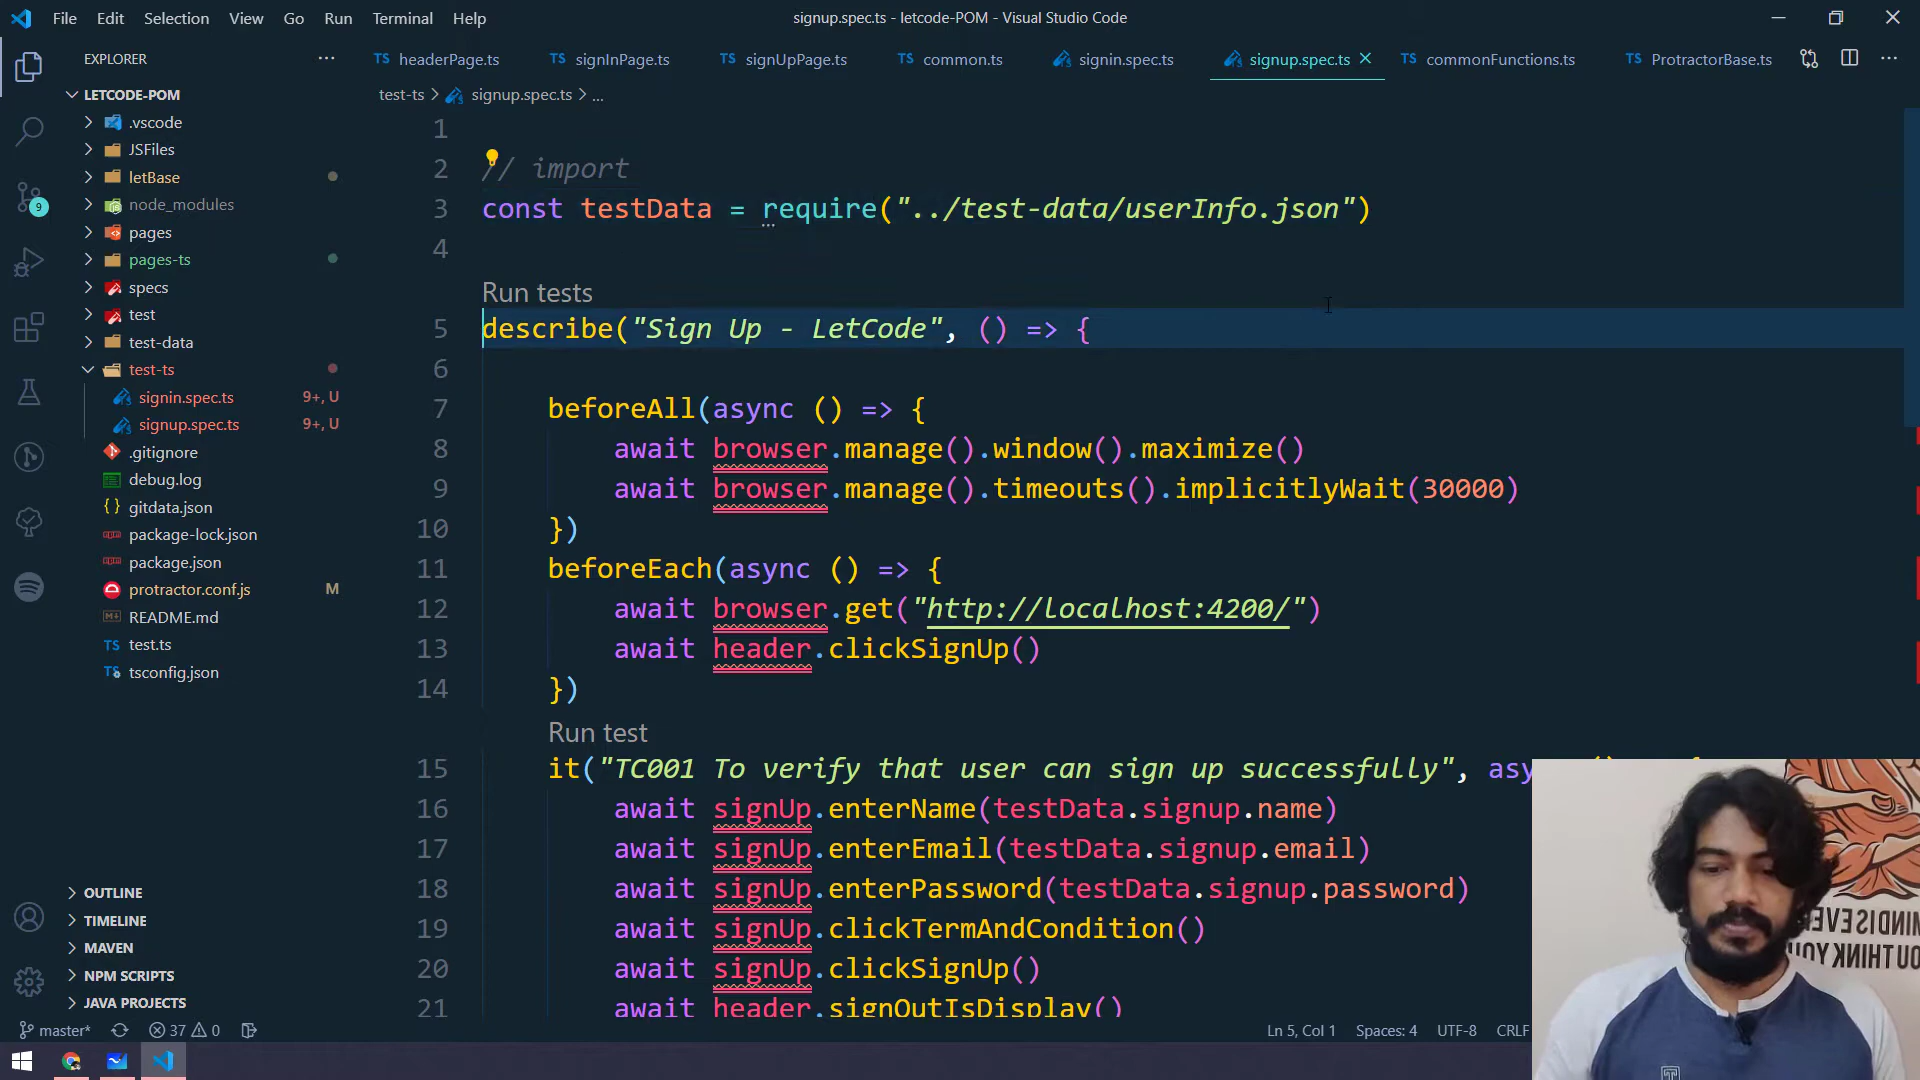 File Edit Selection View Go Run Terminal Help
signup.spec.ts - letcode-POM - Visual Studio Code
EXPLORER
TS headerPage.ts TS signInPage.ts TS signUpPage.ts TS common.ts signin.spec.ts signup.spec.ts TS commonFunctions.ts TS ProtractorBase.ts
test-ts > signup.spec.ts > ...
LETCODE-POM
.vscode
JSFiles
letBase
node_modules
pages
pages-ts
specs
test
test-data
test-ts
signin.spec.ts 9+, U
signup.spec.ts 9+, U
.gitignore
debug.log
gitdata.json
package-lock.json
package.json
protractor.conf.js M
README.md
TS test.ts
tsconfig.json
OUTLINE
TIMELINE
MAVEN
NPM SCRIPTS
JAVA PROJECTS
9
1
2 // import
3 const testData = require("../test-data/userInfo.json")
4
Run tests
5 describe("Sign Up - LetCode", () => {
6
7 beforeAll(async () => {
8 await browser.manage().window().maximize()
9 await browser.manage().timeouts().implicitlyWait(30000)
10 })
11 beforeEach(async () => {
12 await browser.get("http://localhost:4200/")
13 await header.clickSignUp()
14 })
Run test
15 it("TC001 To verify that user can sign up successfully",
16 await signUp.enterName(testData.signup.name)
17 await signUp.enterEmail(testData.signup.email)
18 await signUp.enterPassword(testData.signup.password)
19 await signUp.clickTermAndCondition()
20 await signUp.clickSignUp()
21 await header.signOutIsDisplay()
master* 37 0
Ln 5, Col 1 Spaces: 4 UTF-8 CRLF